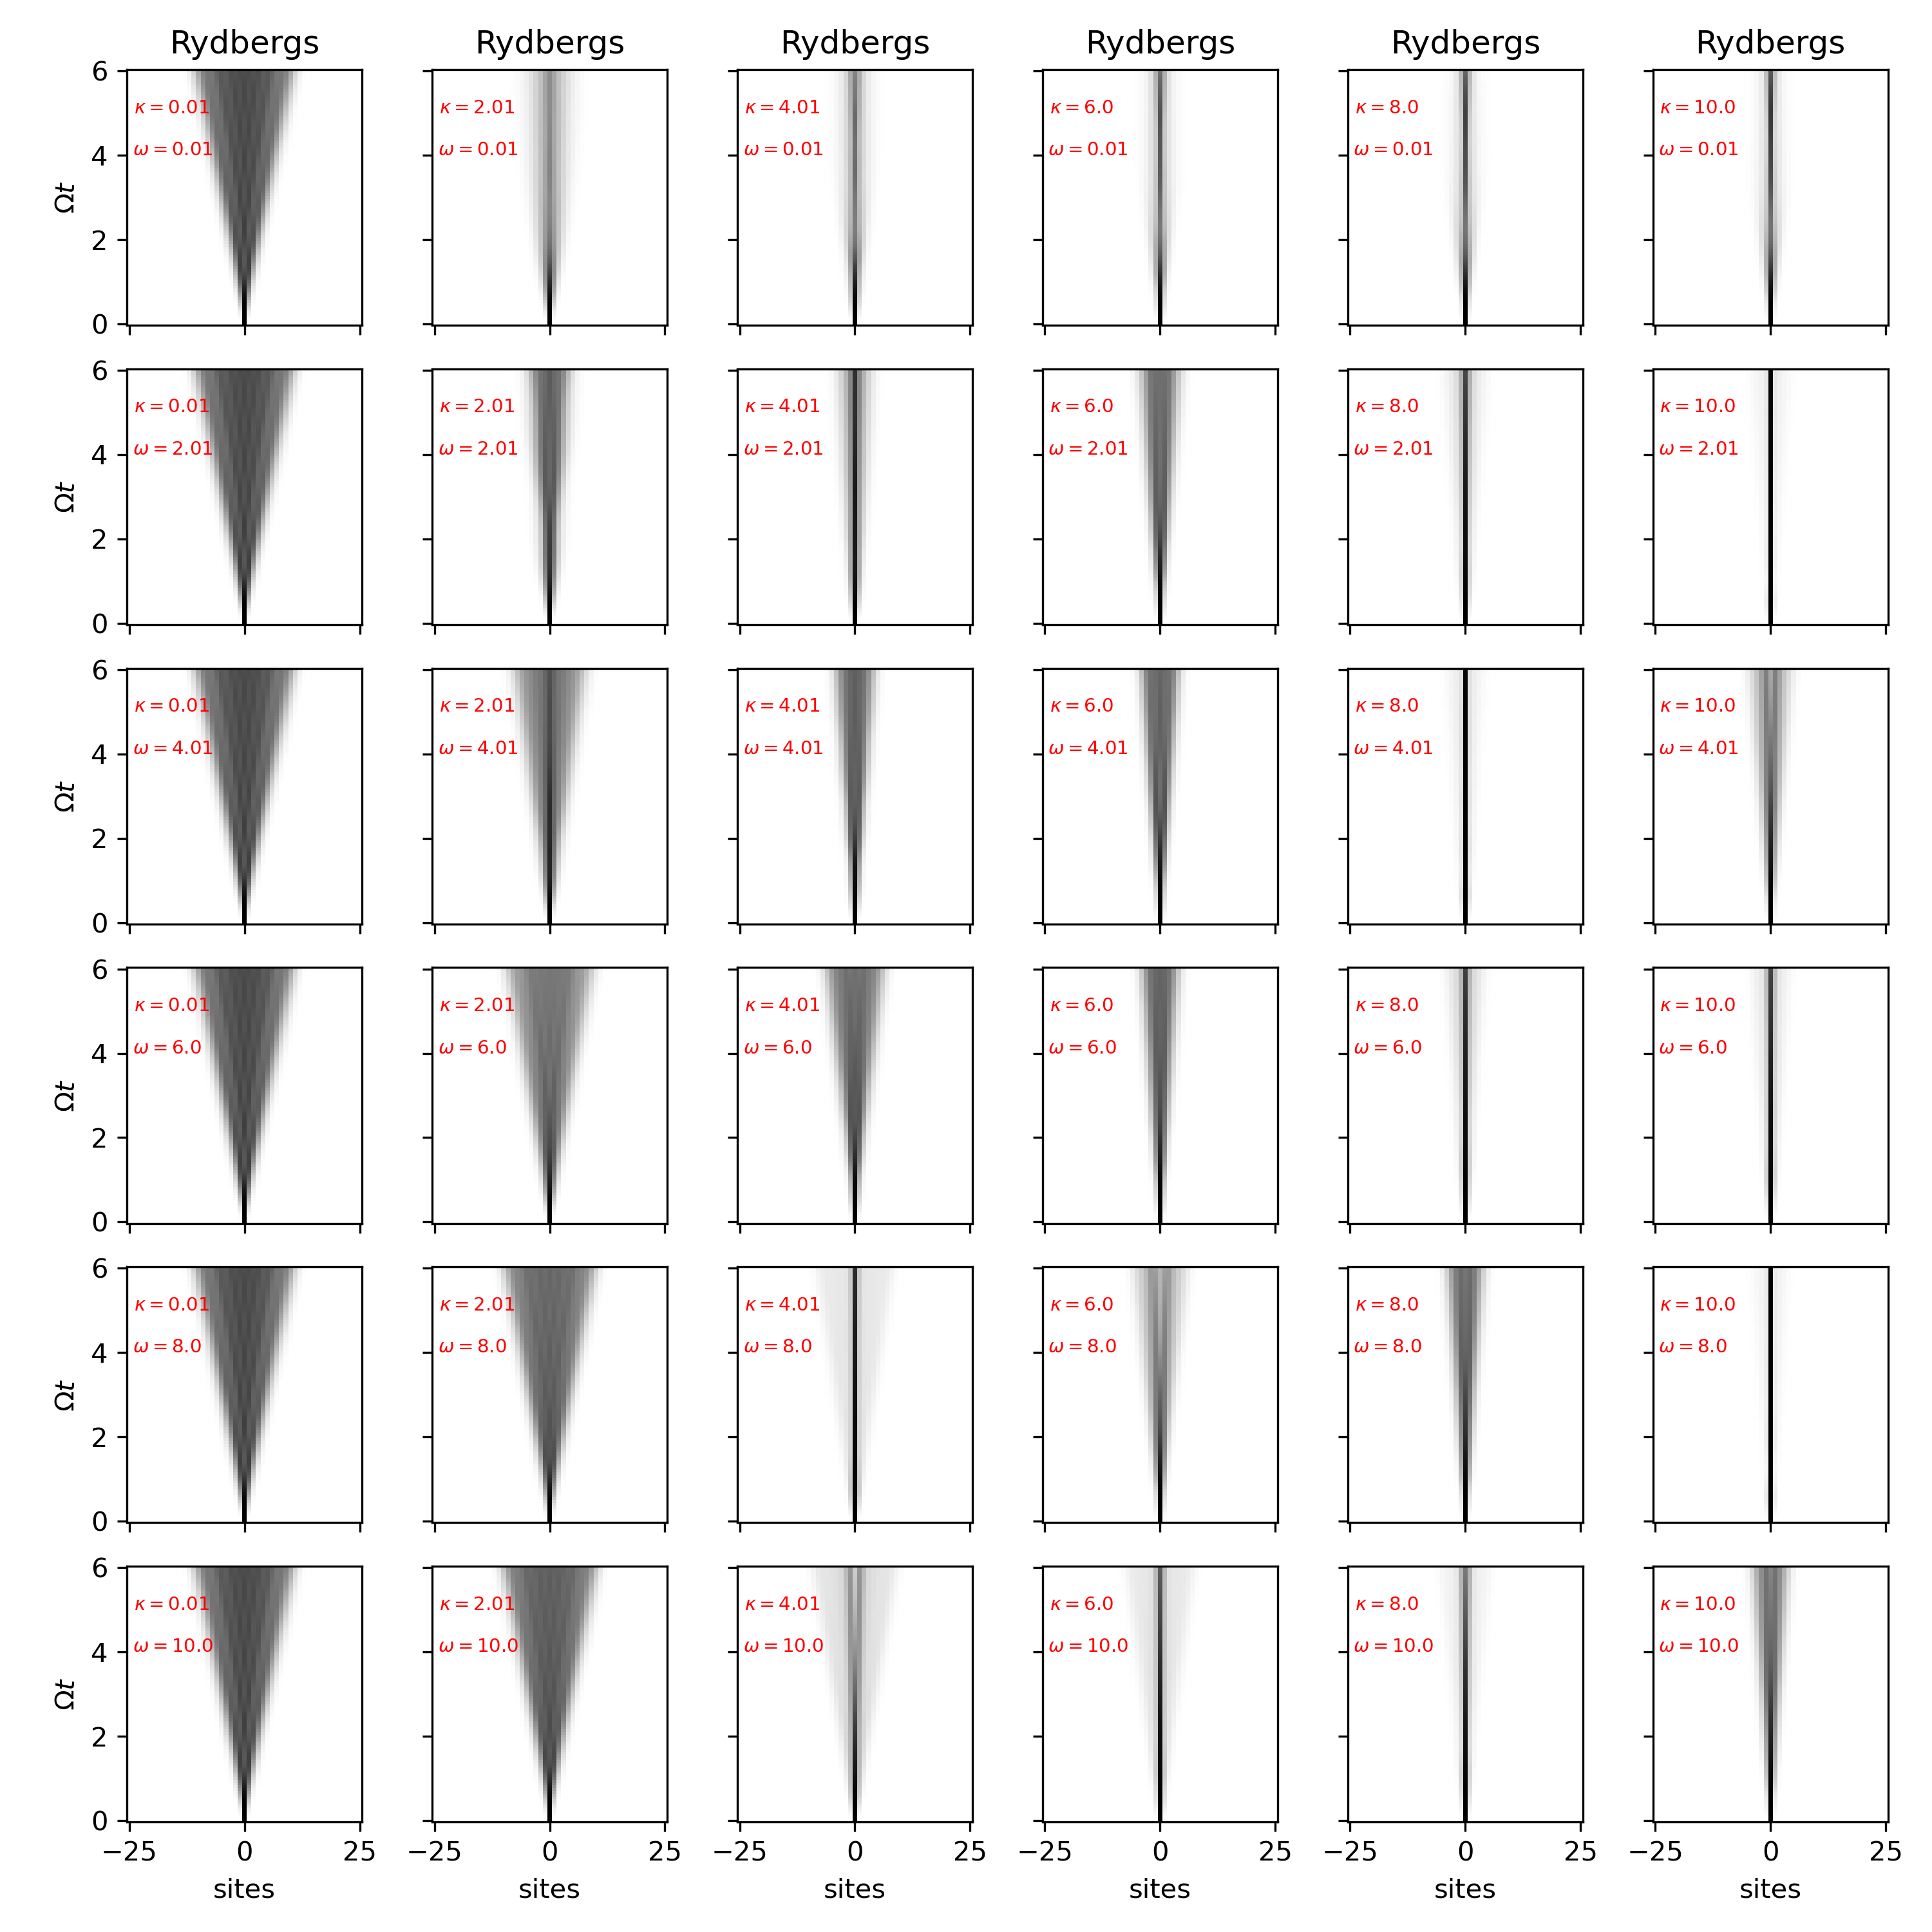 Rydbergs Rydbergs Rydbergs Rydbergs Rydbergs Rydbergs
6
κ = 0.01 κ = 2.01 κ = 4.01 κ = 6.0 κ = 8.0 κ = 10.0
4 ω = 0.01 ω = 0.01 ω = 0.01 ω = 0.01 ω = 0.01 ω = 0.01
Ωt
2
0
6
κ = 0.01 κ = 2.01 κ = 4.01 κ = 6.0 κ = 8.0 κ = 10.0
4 ω = 2.01 ω = 2.01 ω = 2.01 ω = 2.01 ω = 2.01 ω = 2.01
Ωt
2
0
6
κ = 0.01 κ = 2.01 κ = 4.01 κ = 6.0 κ = 8.0 κ = 10.0
4 ω = 4.01 ω = 4.01 ω = 4.01 ω = 4.01 ω = 4.01 ω = 4.01
Ωt
2
0
6
κ = 0.01 κ = 2.01 κ = 4.01 κ = 6.0 κ = 8.0 κ = 10.0
4 ω = 6.0 ω = 6.0 ω = 6.0 ω = 6.0 ω = 6.0 ω = 6.0
Ωt
2
0
6
κ = 0.01 κ = 2.01 κ = 4.01 κ = 6.0 κ = 8.0 κ = 10.0
4 ω = 8.0 ω = 8.0 ω = 8.0 ω = 8.0 ω = 8.0 ω = 8.0
Ωt
2
0
6
κ = 0.01 κ = 2.01 κ = 4.01 κ = 6.0 κ = 8.0 κ = 10.0
4 ω = 10.0 ω = 10.0 ω = 10.0 ω = 10.0 ω = 10.0 ω = 10.0
Ωt
2
0
−25 0 25 −25 0 25 −25 0 25 −25 0 25 −25 0 25 −25 0 25
sites sites sites sites sites sites